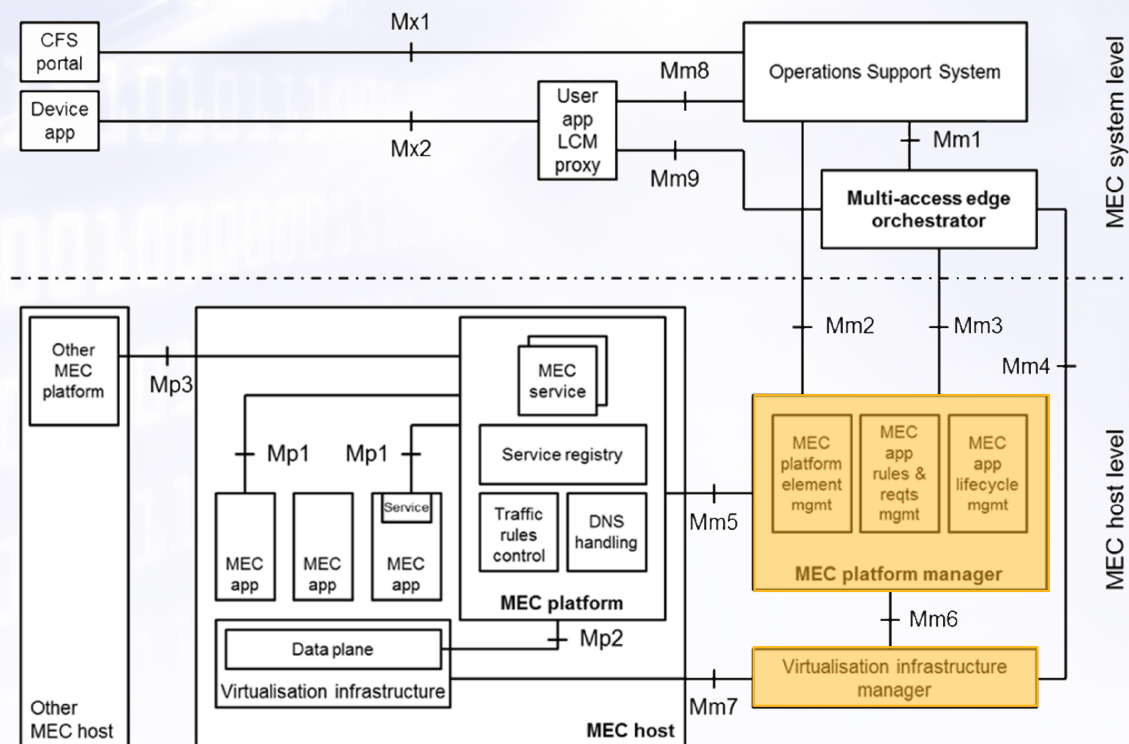 CFS
portal
Mx1
Operations Support System
Mm8
Device
app
Mx2
User
app
LCM
proxy
Mm9
Mm1
Multi-access edge
orchestrator
MEC system level
Other
MEC
platform
Mp3
MEC
service
Mm2
Mm3
Mm4
Mp1
Mp1
Service registry
Service
MEC
app
MEC
app
MEC
app
Traffic
rules
control
DNS
handling
MEC platform
Mm5
MEC
platform
element
mgmt
MEC
app
rules &
reqts
mgmt
MEC
app
lifecycle
mgmt
MEC platform manager
MEC host level
Mp2
Mm6
Data plane
Virtualisation infrastructure
Mm7
Virtualisation infrastructure
manager
Other
MEC host
MEC host